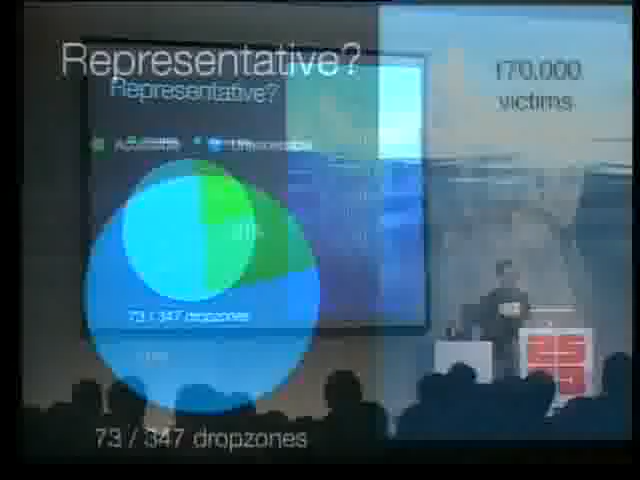 Representative?
Representative?
170.000
victims
73 / 347 dropzones
73 / 347 dropzones